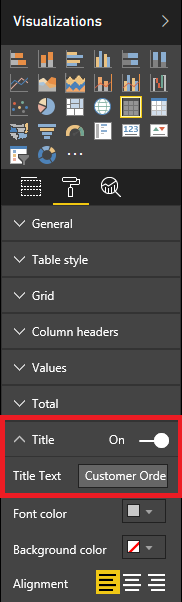 Visualizations
123
General
Table style
Grid
Column headers
Values
Total
Title On
Title Text Customer Orde
Font color
Background color
Alignment